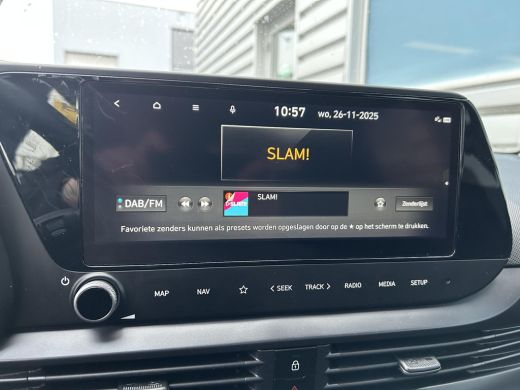 10:57 wo, 26-11-2025
SLAM!
DAB/FM
SLAM!
SLAM!
Zenderlijst
Favoriete zenders kunnen als presets worden opgeslagen door op de ★ op het scherm te drukken.
MAP NAV ☆ < SEEK TRACK > RADIO MEDIA SETUP